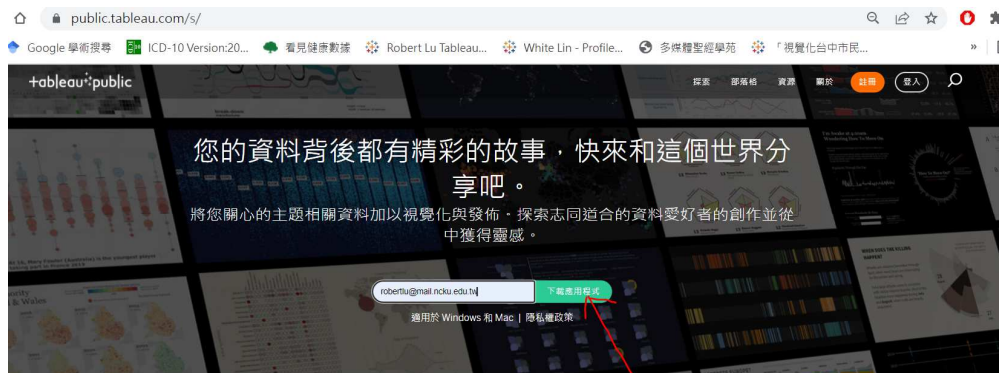 public.tableau.com/s/
Google 學術搜尋 ICD-10 Version:20... 看見健康數據 Robert Lu Tableau... White Lin - Profile... 多媒體聖經學苑 「視覺化台中市民... »
+ableau public 探索 部落格 資源 關於 註冊 登入
您的資料背後都有精彩的故事，快來和這個世界分
享吧。
將您關心的主題相關資料加以視覺化與發佈，探索志同道合的資料愛好者的創作並從
中獲得靈感。
robertlu@mail.ncku.edu.tw 下載應用程式
適用於 Windows 和 Mac | 隱私權政策